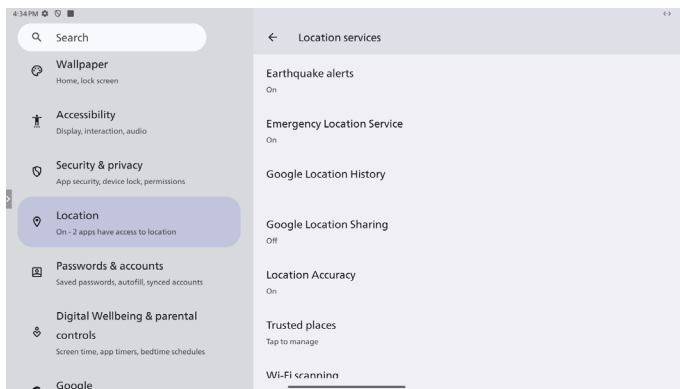 4:34 PM
Search
Wallpaper
Home, lock screen
Accessibility
Display, interaction, audio
Security & privacy
App security, device lock, permissions
Location
On - 2 apps have access to location
Passwords & accounts
Saved passwords, autofill, synced accounts
Digital Wellbeing & parental
controls
Screen time, app timers, bedtime schedules
Google
Location services
Earthquake alerts
On
Emergency Location Service
On
Google Location History
Google Location Sharing
Off
Location Accuracy
On
Trusted places
Tap to manage
Wi-Fi scanning